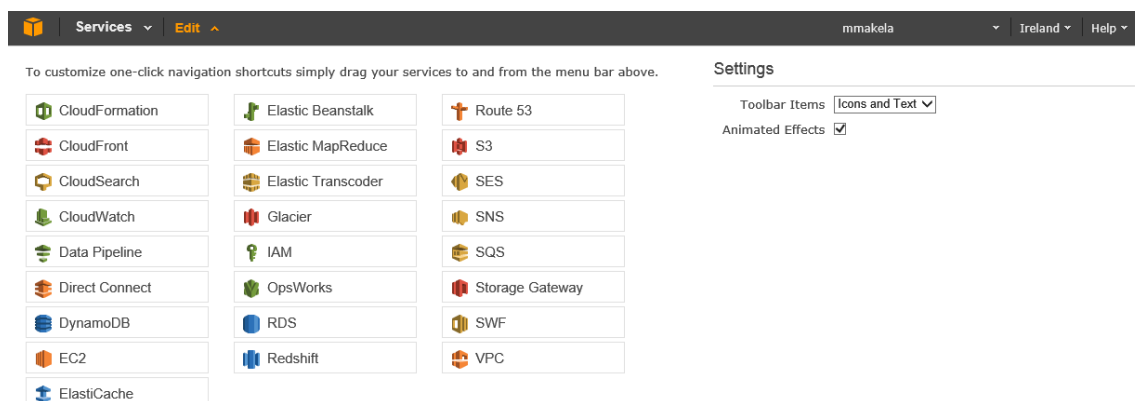 Services Edit mmakela Ireland Help
To customize one-click navigation shortcuts simply drag your services to and from the menu bar above.
CloudFormation
CloudFront
CloudSearch
CloudWatch
Data Pipeline
Direct Connect
DynamoDB
EC2
ElastiCache
Elastic Beanstalk
Elastic MapReduce
Elastic Transcoder
Glacier
IAM
OpsWorks
RDS
Redshift
Route 53
S3
SES
SNS
SQS
Storage Gateway
SWF
VPC
Settings
Toolbar Items Icons and Text
Animated Effects